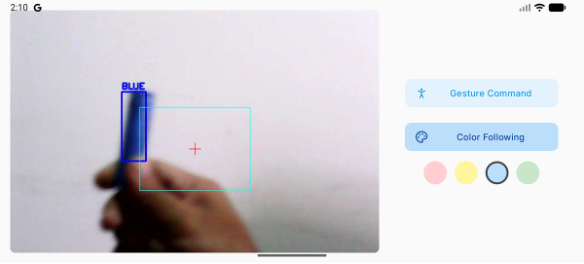 2:10 G
BLUE
Gesture Command
Color Following